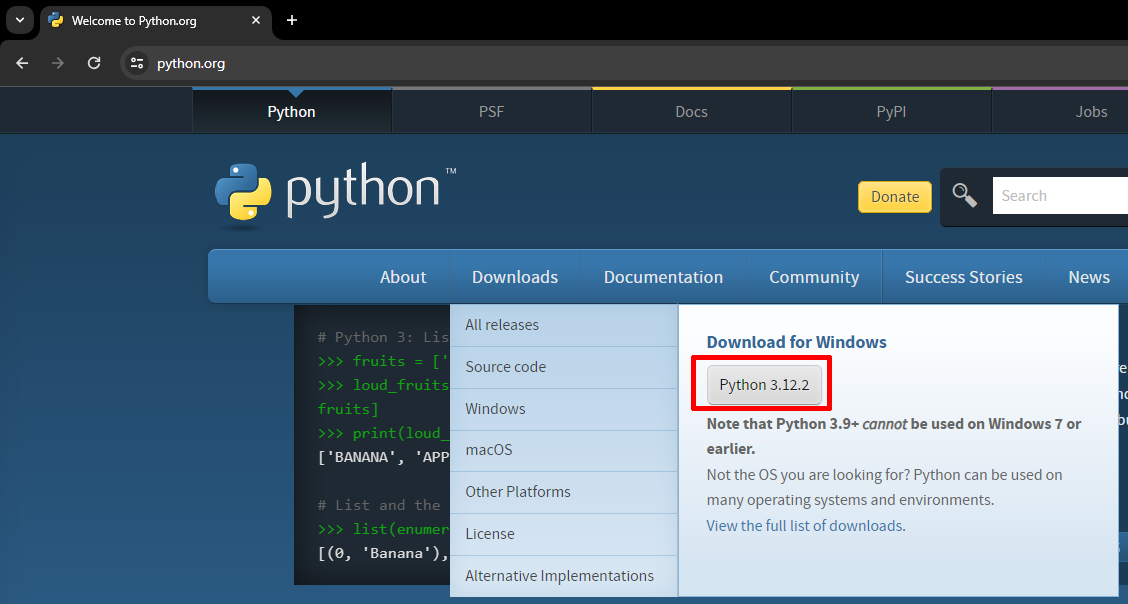 Welcome to Python.org
python.org
Python PSF Docs PyPI Jobs
python™
Donate
Search
About Downloads Documentation Community Success Stories News
# Python 3: Lis
>>> fruits = ['
>>> loud_fruits
fruits]
>>> print(loud_
['BANANA', 'APP
# List and the
>>> list(enumer
[(0, 'Banana'),
All releases
Source code
Windows
macOS
Other Platforms
License
Alternative Implementations
Download for Windows
Python 3.12.2
Note that Python 3.9+ cannot be used on Windows 7 or
earlier.
Not the OS you are looking for? Python can be used on
many operating systems and environments.
View the full list of downloads.